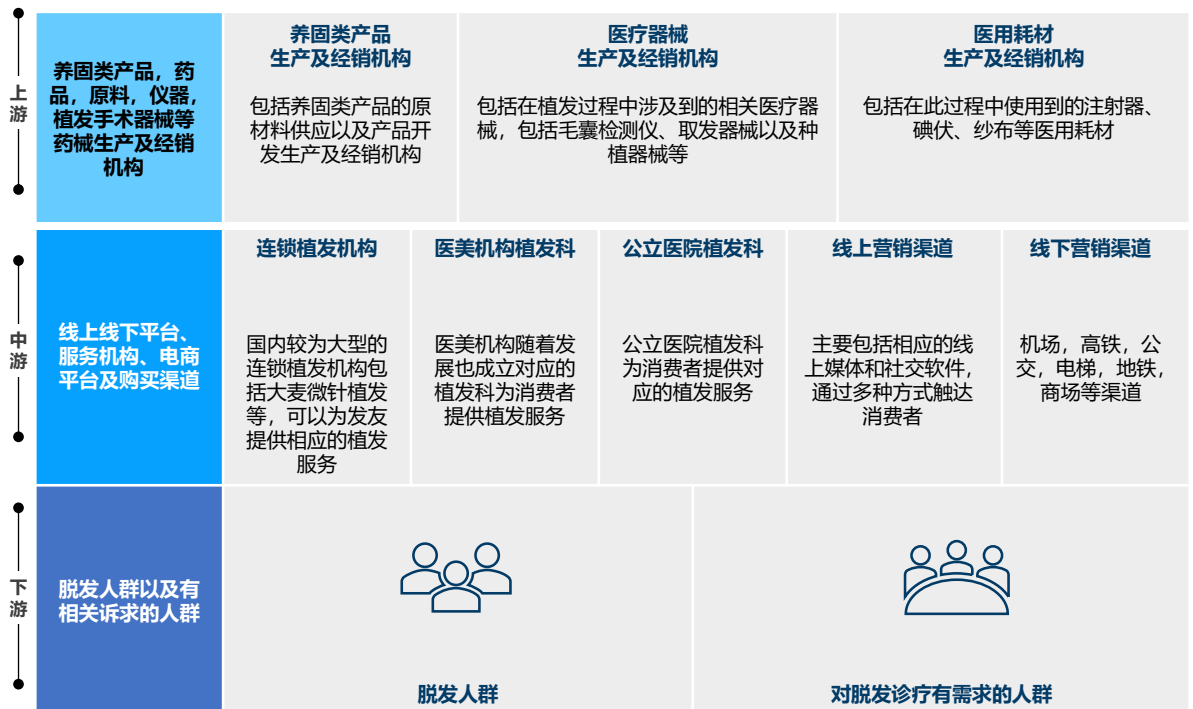 上
游
养固类产品，药
品，原料，仪器，
植发手术器械等
药械生产及经销
机构
养固类产品
生产及经销机构
包括养固类产品的原
材料供应以及产品开
发生产及经销机构
医疗器械
生产及经销机构
包括在植发过程中涉及到的相关医疗器
械，包括毛囊检测仪、取发器械以及种
植器械等
医用耗材
生产及经销机构
包括在此过程中使用到的注射器、
碘伏、纱布等医用耗材
中
游
线上线下平台、
服务机构、电商
平台及购买渠道
连锁植发机构
国内较为大型的
连锁植发机构包
括大麦微针植发
等，可以为发友
提供相应的植发
服务
医美机构植发科
医美机构随着发
展也成立对应的
植发科为消费者
提供植发服务
公立医院植发科
公立医院植发科
为消费者提供对
应的植发服务
线上营销渠道
主要包括相应的线
上媒体和社交软件，
通过多种方式触达
消费者
线下营销渠道
机场，高铁，公
交，电梯，地铁，
商场等渠道
下
游
脱发人群以及有
相关诉求的人群
脱发人群
对脱发诊疗有需求的人群